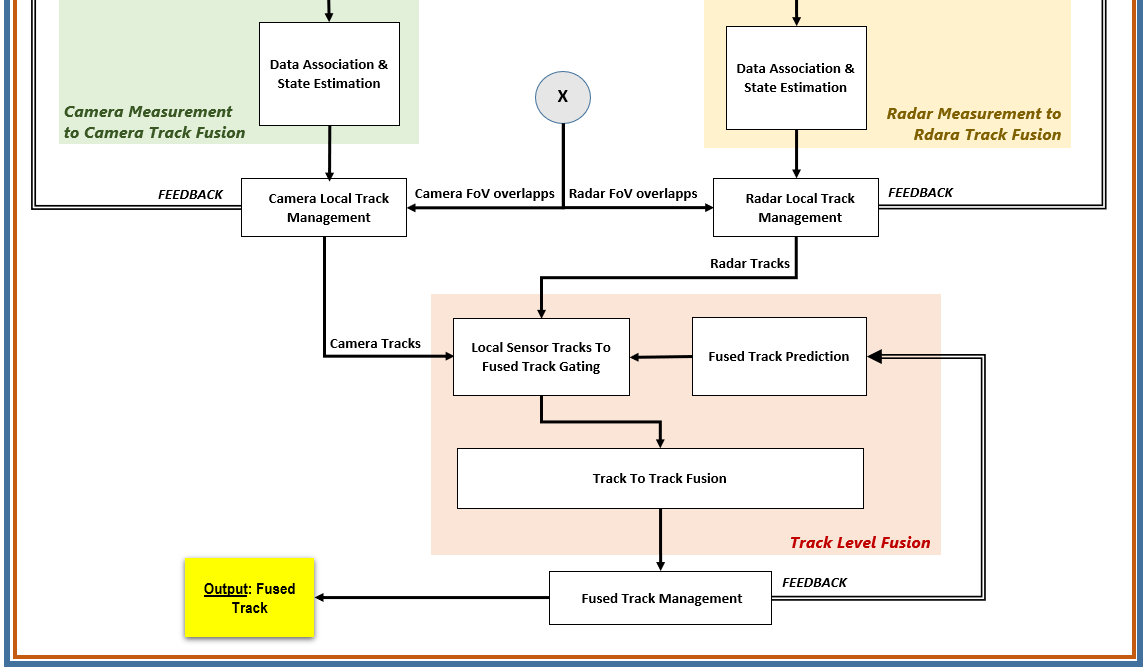 Data Association &
State Estimation
Camera Measurement
to Camera Track Fusion
X
Data Association &
State Estimation
Radar Measurement to
Rdara Track Fusion
FEEDBACK
Camera Local Track
Management
Camera FoV overlapps
Radar FoV overlapps
Radar Local Track
Management
FEEDBACK
Radar Tracks
Camera Tracks
Local Sensor Tracks To
Fused Track Gating
Fused Track Prediction
Track To Track Fusion
Track Level Fusion
Output: Fused
Track
Fused Track Management
FEEDBACK